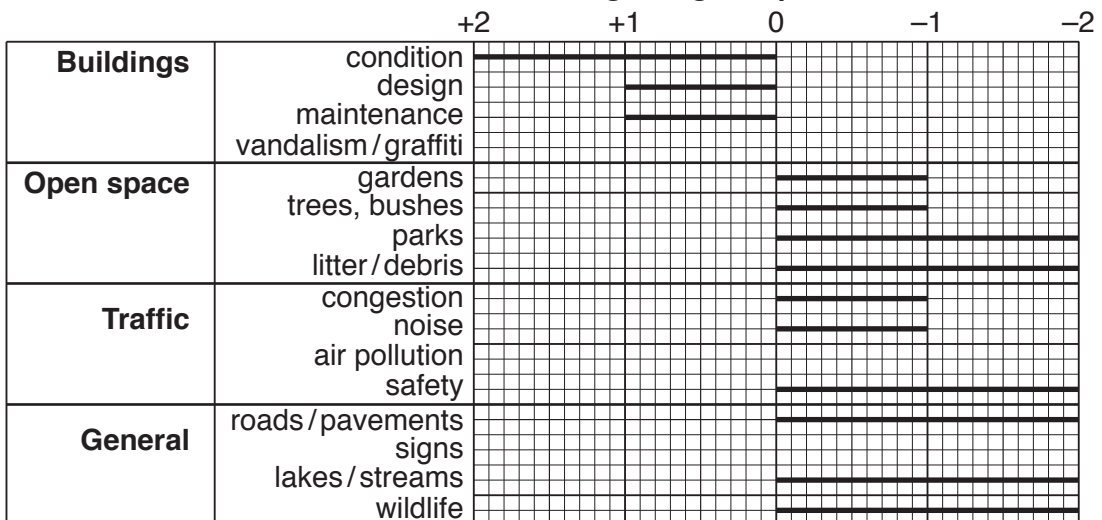 +2 +1 0 –1 –2
Buildings condition
design
maintenance
vandalism / graffiti
Open space gardens
trees, bushes
parks
litter / debris
Traffic congestion
noise
air pollution
safety
General roads / pavements
signs
lakes / streams
wildlife